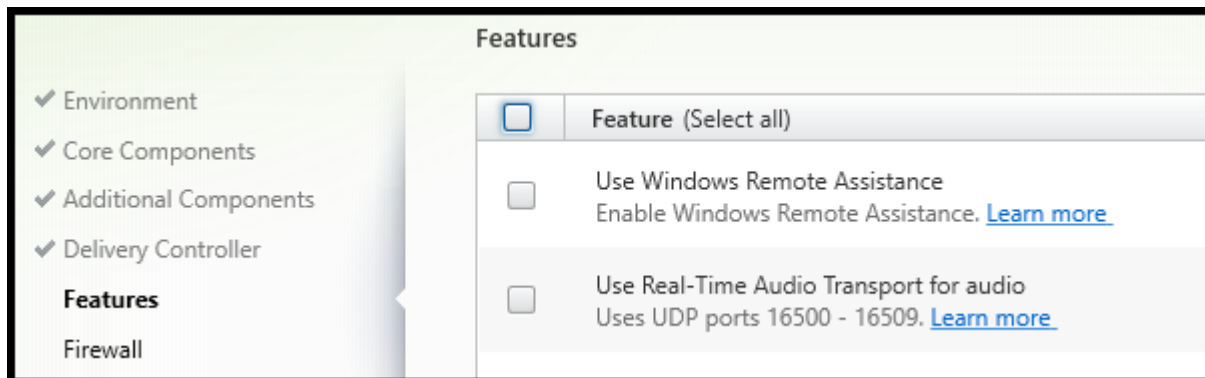 Features
Environment
Core Components
Additional Components
Delivery Controller
Features
Firewall
Feature (Select all)
Use Windows Remote Assistance
Enable Windows Remote Assistance. Learn more
Use Real-Time Audio Transport for audio
Uses UDP ports 16500 - 16509. Learn more